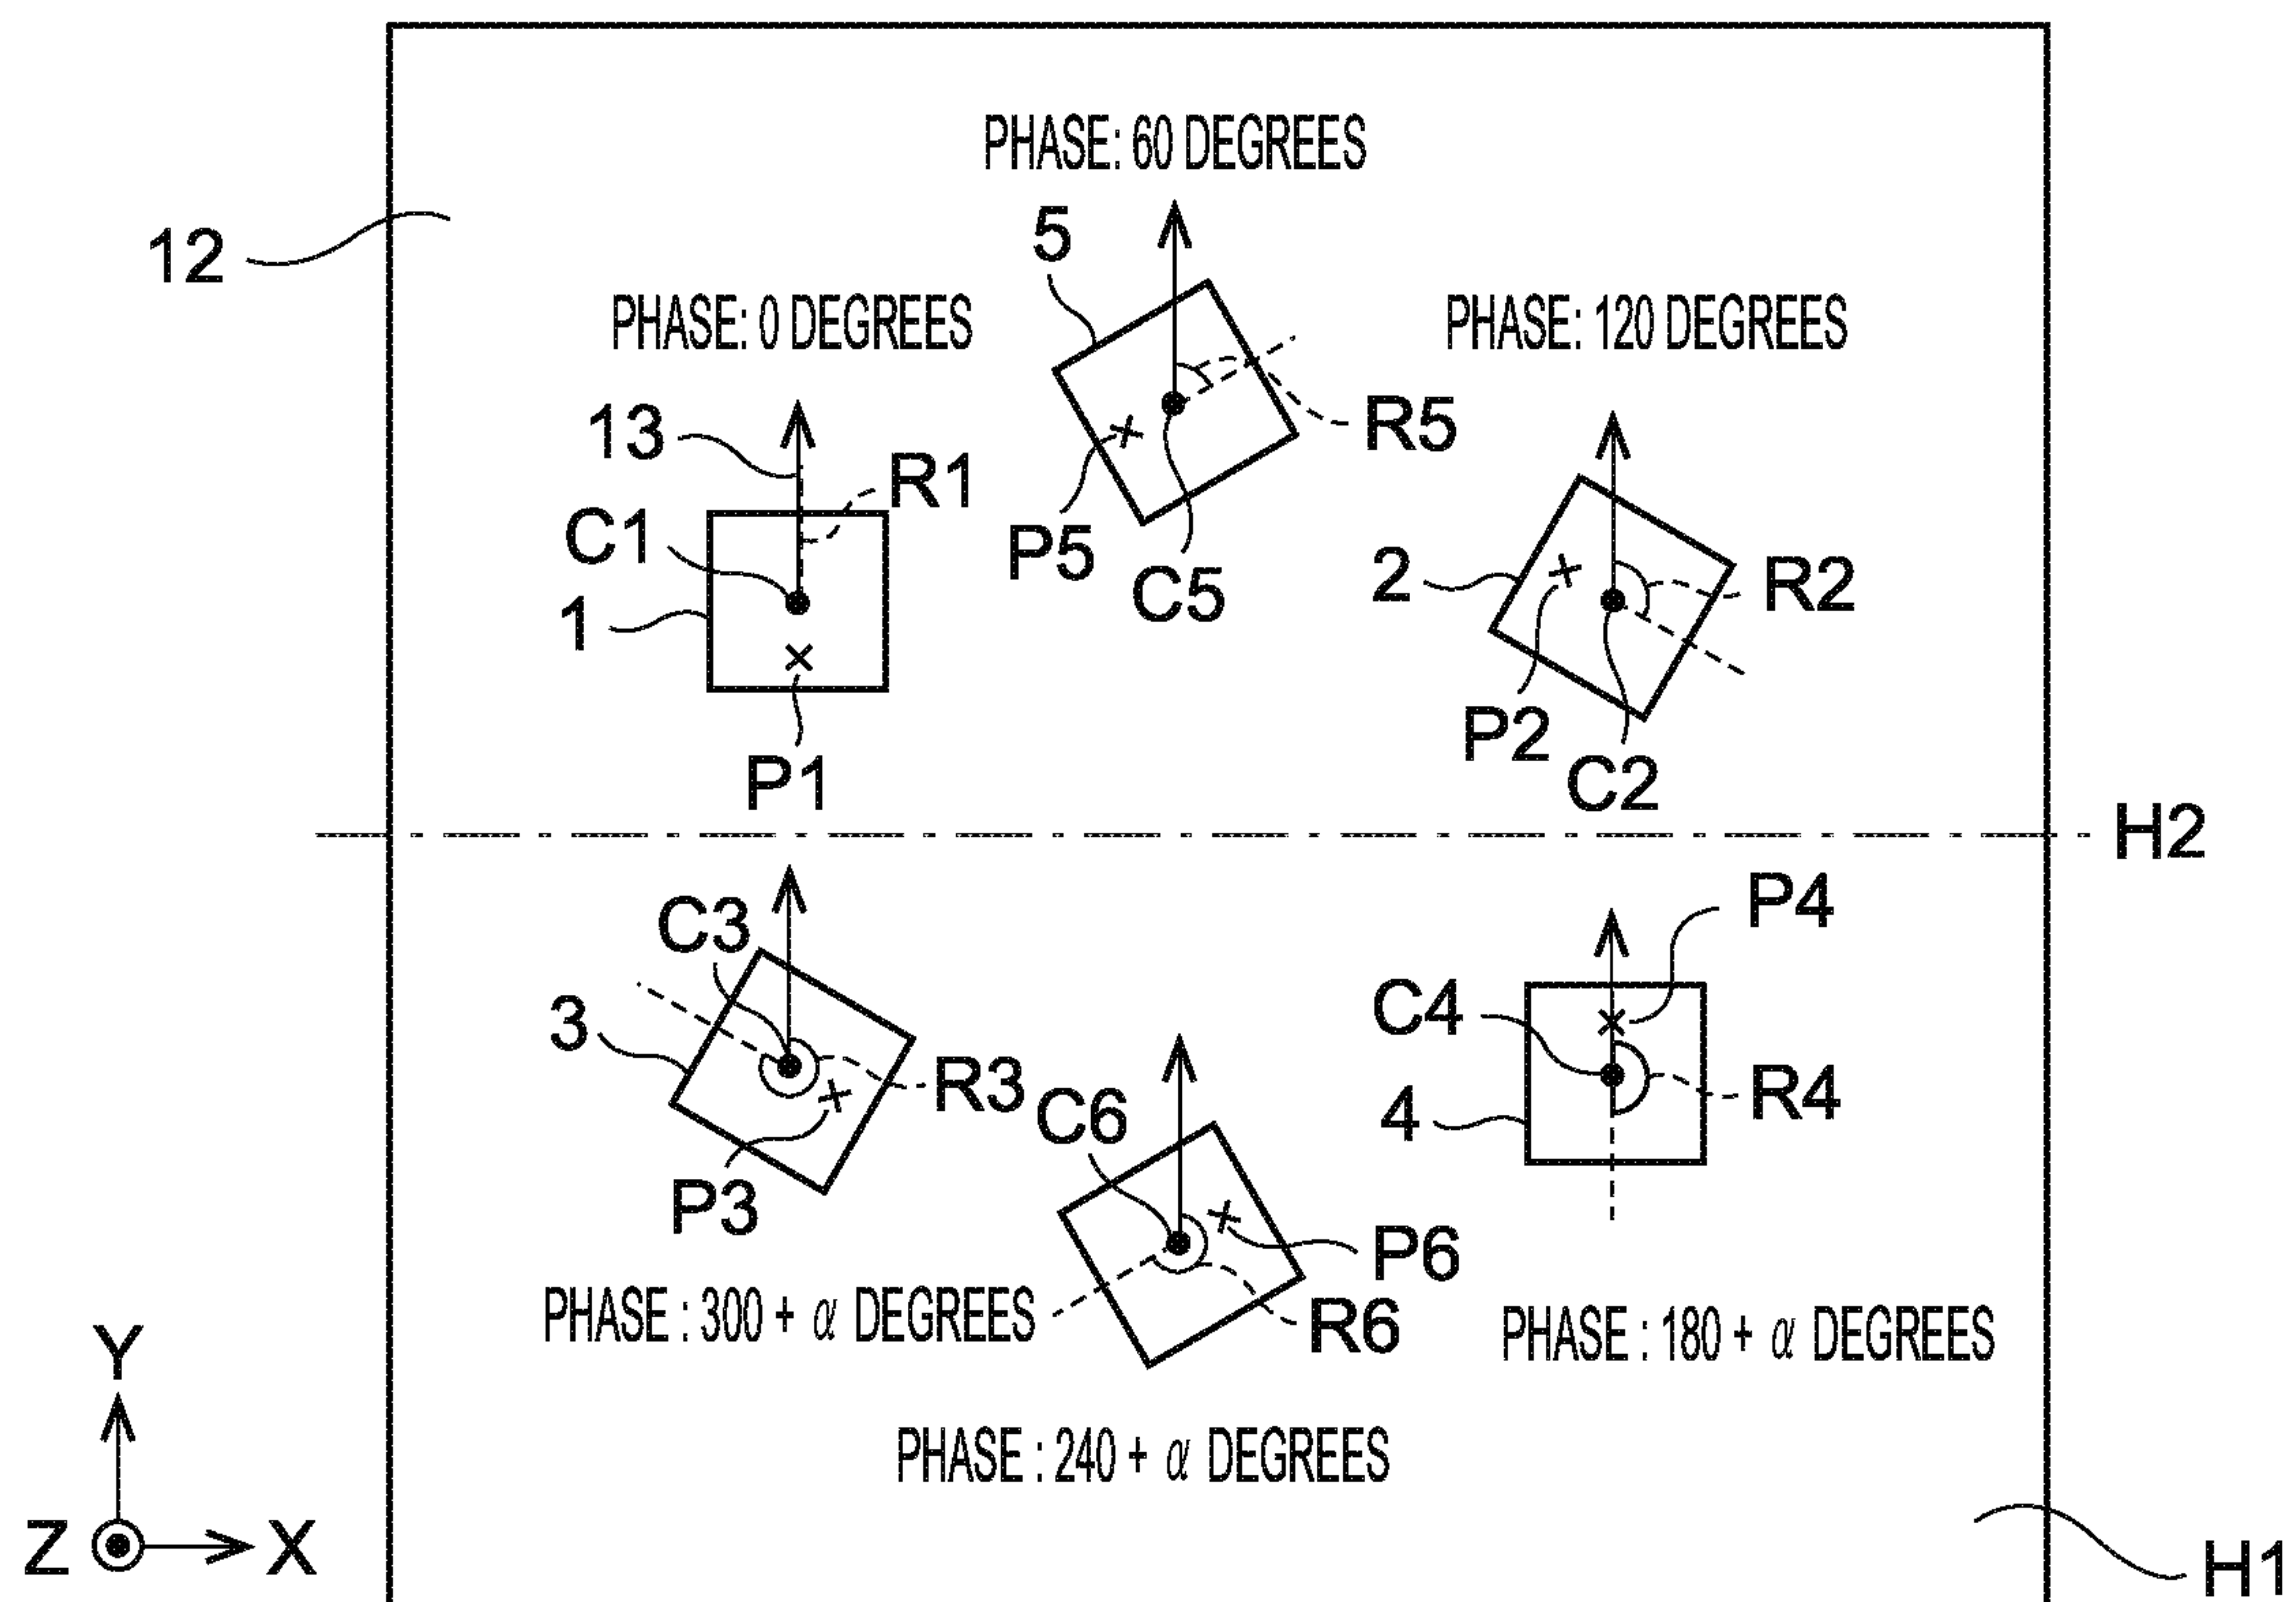 PHASE: 60 DEGREES
5
12
PHASE: 0 DEGREES
PHASE: 120 DEGREES
13
R1
R5
C1
P5
C5
2
R2
1
P1
P2
C2
H2
C3
P4
3
C4
R3
C6
4
R4
P3
P6
R6
PHASE : 300 + α DEGREES
PHASE : 180 + α DEGREES
Y
PHASE : 240 + α DEGREES
Z
X
H1